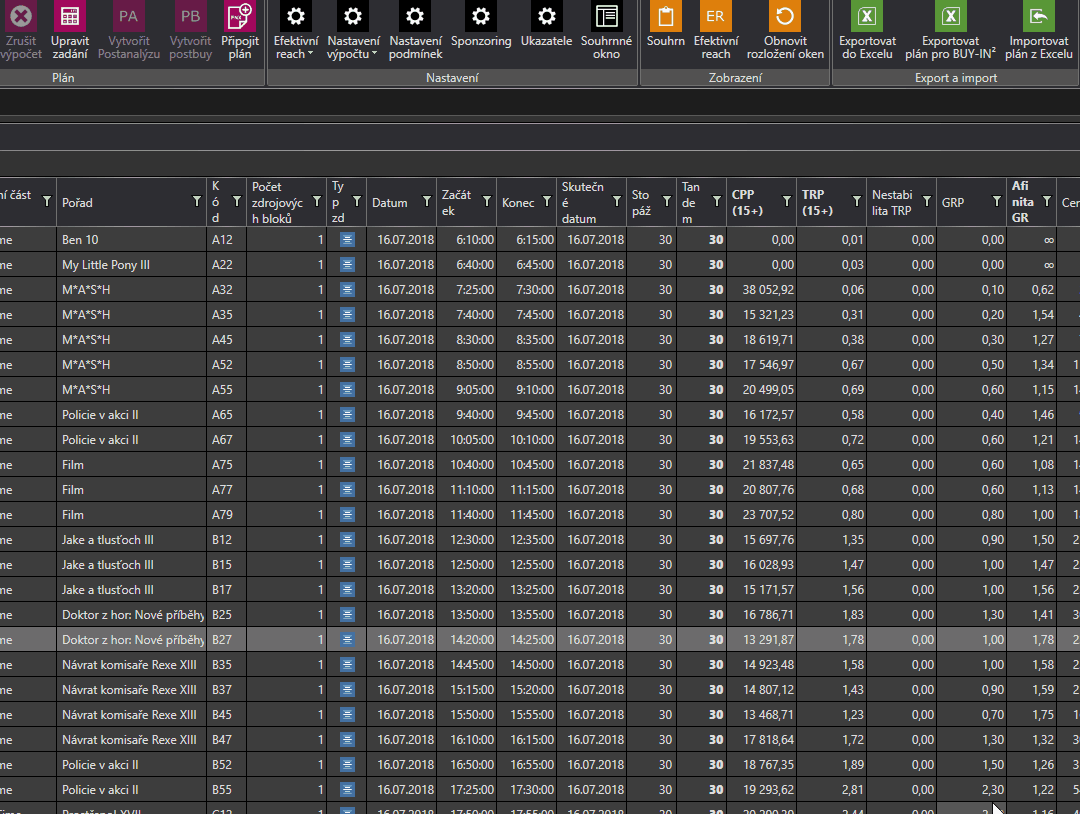 PA PB ER
Zrušit Upravit Vytvořit Vytvořit Připojit Efektivní Nastavení Nastavení Sponzoring Ukazatele Souhrnné Souhrn Efektivní Obnovit Exportovat Exportovat Importovat
výpočet zadání Postanalýzu postbuy plán reach výpočtu podmínek okno reach rozložení oken do Excelu plán pro BUY-IN² plán z Excelu
Plán Nastavení Zobrazení Export a import
ní část Pořad Kód Počet zdrojových bloků Typ zd Datum Začátek Konec Skutečné datum Stopáž Tandem CPP (15+) TRP (15+) Nestabilita TRP GRP Afinita GR Cen
me Ben 10 A12 1 16.07.2018 6:10:00 6:15:00 16.07.2018 30 30 0,00 0,01 0,00 0,00 ∞
me My Little Pony III A22 1 16.07.2018 6:40:00 6:45:00 16.07.2018 30 30 0,00 0,03 0,00 0,00 ∞
me M*A*S*H A32 1 16.07.2018 7:25:00 7:30:00 16.07.2018 30 30 38 052,92 0,06 0,00 0,10 0,62
me M*A*S*H A35 1 16.07.2018 7:40:00 7:45:00 16.07.2018 30 30 15 321,23 0,31 0,00 0,20 1,54
me M*A*S*H A45 1 16.07.2018 8:30:00 8:35:00 16.07.2018 30 30 18 619,71 0,38 0,00 0,30 1,27
me M*A*S*H A52 1 16.07.2018 8:50:00 8:55:00 16.07.2018 30 30 17 546,97 0,67 0,00 0,50 1,34
me M*A*S*H A55 1 16.07.2018 9:05:00 9:10:00 16.07.2018 30 30 20 499,05 0,69 0,00 0,60 1,15
me Policie v akci II A65 1 16.07.2018 9:40:00 9:45:00 16.07.2018 30 30 16 172,57 0,58 0,00 0,40 1,46
me Policie v akci II A67 1 16.07.2018 10:05:00 10:10:00 16.07.2018 30 30 19 553,63 0,72 0,00 0,60 1,21
me Film A75 1 16.07.2018 10:40:00 10:45:00 16.07.2018 30 30 21 837,48 0,65 0,00 0,60 1,08
me Film A77 1 16.07.2018 11:10:00 11:15:00 16.07.2018 30 30 20 807,76 0,68 0,00 0,60 1,13
me Film A79 1 16.07.2018 11:40:00 11:45:00 16.07.2018 30 30 23 707,52 0,80 0,00 0,80 1,00
me Jake a tlusťoch III B12 1 16.07.2018 12:30:00 12:35:00 16.07.2018 30 30 15 697,76 1,35 0,00 0,90 1,50
me Jake a tlusťoch III B15 1 16.07.2018 12:50:00 12:55:00 16.07.2018 30 30 16 028,93 1,47 0,00 1,00 1,47
me Jake a tlusťoch III B17 1 16.07.2018 13:20:00 13:25:00 16.07.2018 30 30 15 171,57 1,56 0,00 1,00 1,56
me Doktor z hor: Nové příběhy B25 1 16.07.2018 13:50:00 13:55:00 16.07.2018 30 30 16 786,71 1,83 0,00 1,30 1,41
me Doktor z hor: Nové příběhy B27 1 16.07.2018 14:20:00 14:25:00 16.07.2018 30 30 13 291,87 1,78 0,00 1,00 1,78
me Návrat komisaře Rexe XIII B35 1 16.07.2018 14:45:00 14:50:00 16.07.2018 30 30 14 923,48 1,58 0,00 1,00 1,58
me Návrat komisaře Rexe XIII B37 1 16.07.2018 15:15:00 15:20:00 16.07.2018 30 30 14 807,12 1,43 0,00 0,90 1,59
me Návrat komisaře Rexe XIII B45 1 16.07.2018 15:50:00 15:55:00 16.07.2018 30 30 13 468,71 1,23 0,00 0,70 1,75
me Návrat komisaře Rexe XIII B47 1 16.07.2018 16:10:00 16:15:00 16.07.2018 30 30 17 818,64 1,72 0,00 1,30 1,32
me Policie v akci II B52 1 16.07.2018 16:50:00 16:55:00 16.07.2018 30 30 18 767,35 1,89 0,00 1,50 1,26
me Policie v akci II B55 1 16.07.2018 17:25:00 17:30:00 16.07.2018 30 30 19 293,62 2,81 0,00 2,30 1,22